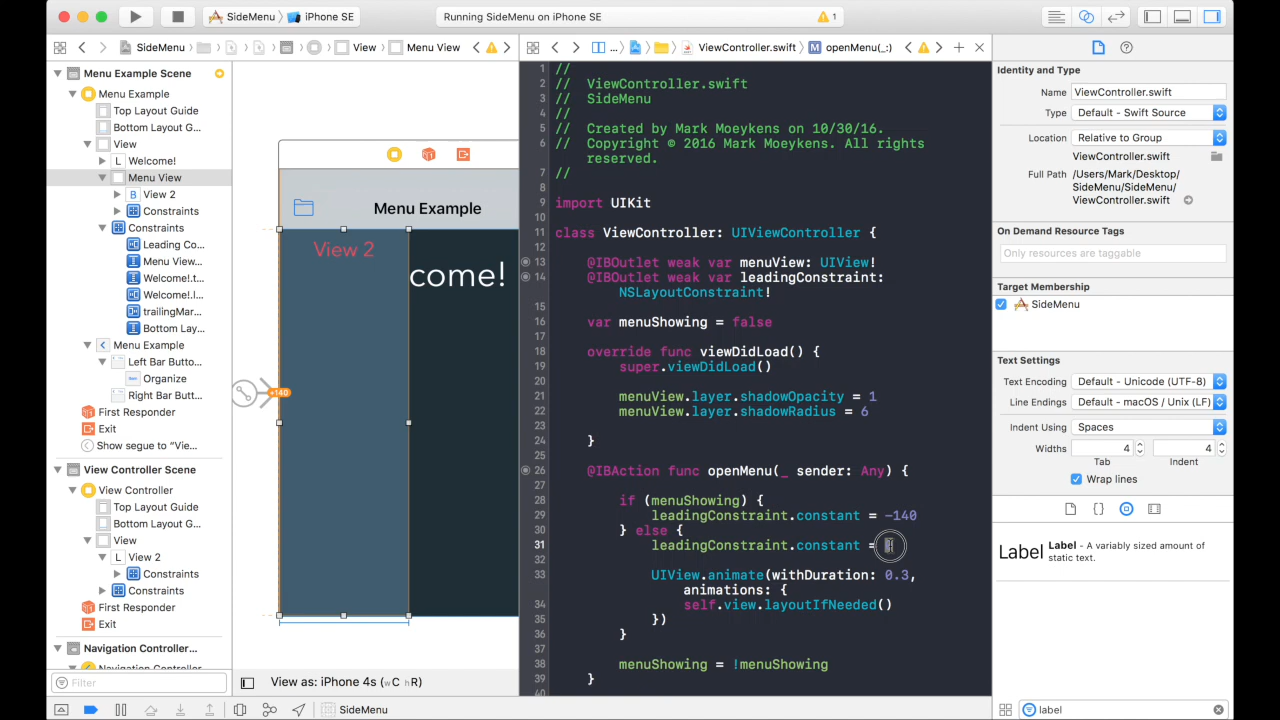 SideMenu
iPhone SE
Running SideMenu on iPhone SE
1
SideMenu
View
Menu View
...
ViewController.swift
openMenu(_:)
Menu Example Scene
Menu Example
Top Layout Guide
Bottom Layout G...
View
L Welcome!
Menu View
B View 2
Constraints
Constraints
Leading Co...
Menu View...
Welcome!.t...
Welcome!.l...
trailingMar...
Bottom Lay...
Menu Example
Left Bar Butto...
Organize
Right Bar Butt...
First Responder
Exit
Show segue to "Vie...
View Controller Scene
View Controller
Top Layout Guide
Bottom Layout G...
View
L View 2
Constraints
Constraints
First Responder
Exit
Navigation Controller...
Navigation Controller
Filter
Menu Example
View 2
come!
+140
View as: iPhone 4s (wC hR)
1 //
2 // ViewController.swift
3 // SideMenu
4 //
5 // Created by Mark Moeykens on 10/30/16.
6 // Copyright © 2016 Mark Moeykens. All rights
reserved.
7 //
8
9 import UIKit
10
11 class ViewController: UIViewController {
12
13 @IBOutlet weak var menuView: UIView!
14 @IBOutlet weak var leadingConstraint:
NSLayoutConstraint!
15
16 var menuShowing = false
17
18 override func viewDidLoad() {
19 super.viewDidLoad()
20
21 menuView.layer.shadowOpacity = 1
22 menuView.layer.shadowRadius = 6
23
24 }
25
26 @IBAction func openMenu(_ sender: Any) {
27
28 if (menuShowing) {
29 leadingConstraint.constant = -140
30 } else {
31 leadingConstraint.constant =
32
33 UIView.animate(withDuration: 0.3,
animations: {
34 self.view.layoutIfNeeded()
35 })
36 }
37
38 menuShowing = !menuShowing
39 }
40
Identity and Type
Name ViewController.swift
Type Default - Swift Source
Location Relative to Group
ViewController.swift
Full Path /Users/Mark/Desktop/
SideMenu/SideMenu/
ViewController.swift
On Demand Resource Tags
Only resources are taggable
Target Membership
SideMenu
Text Settings
Text Encoding Default - Unicode (UTF-8)
Line Endings Default - macOS / Unix (LF)
Indent Using Spaces
Widths 4 4
Tab Indent
Wrap lines
Label
Label - A variably sized amount of
static text.
SideMenu
label